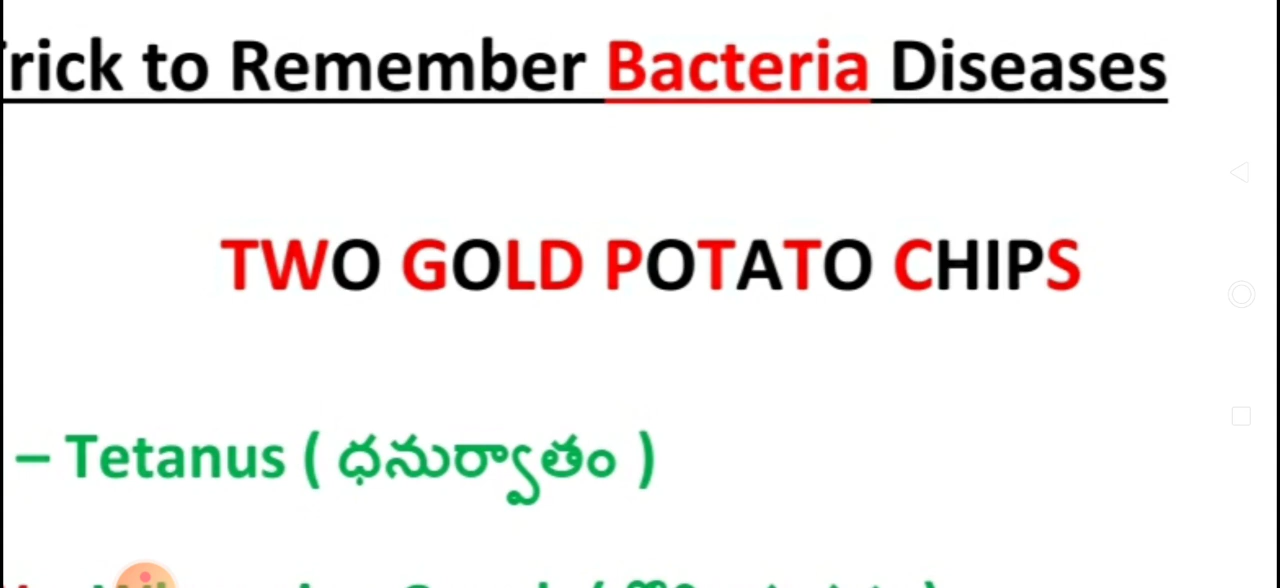 rick to Remember Bacteria Diseases
TWO GOLD POTATO CHIPS
– Tetanus ( ధనుర్వాతం )